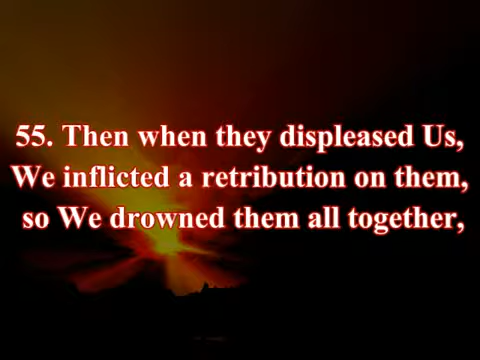 55. Then when they displeased Us,
We inflicted a retribution on them,
so We drowned them all together,